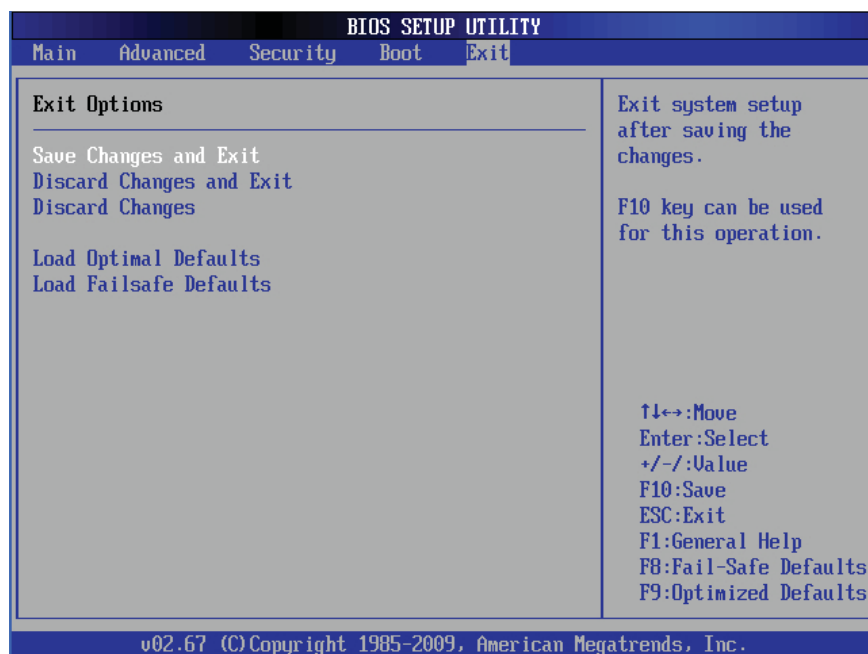 BIOS SETUP UTILITY
Main Advanced Security Boot Exit
Exit Options
Save Changes and Exit
Discard Changes and Exit
Discard Changes
Load Optimal Defaults
Load Failsafe Defaults
Exit system setup
after saving the
changes.
F10 key can be used
for this operation.
↑↓←→:Move
Enter:Select
+/-/:Value
F10:Save
ESC:Exit
F1:General Help
F8:Fail-Safe Defaults
F9:Optimized Defaults
v02.67 (C)Copyright 1985-2009, American Megatrends, Inc.